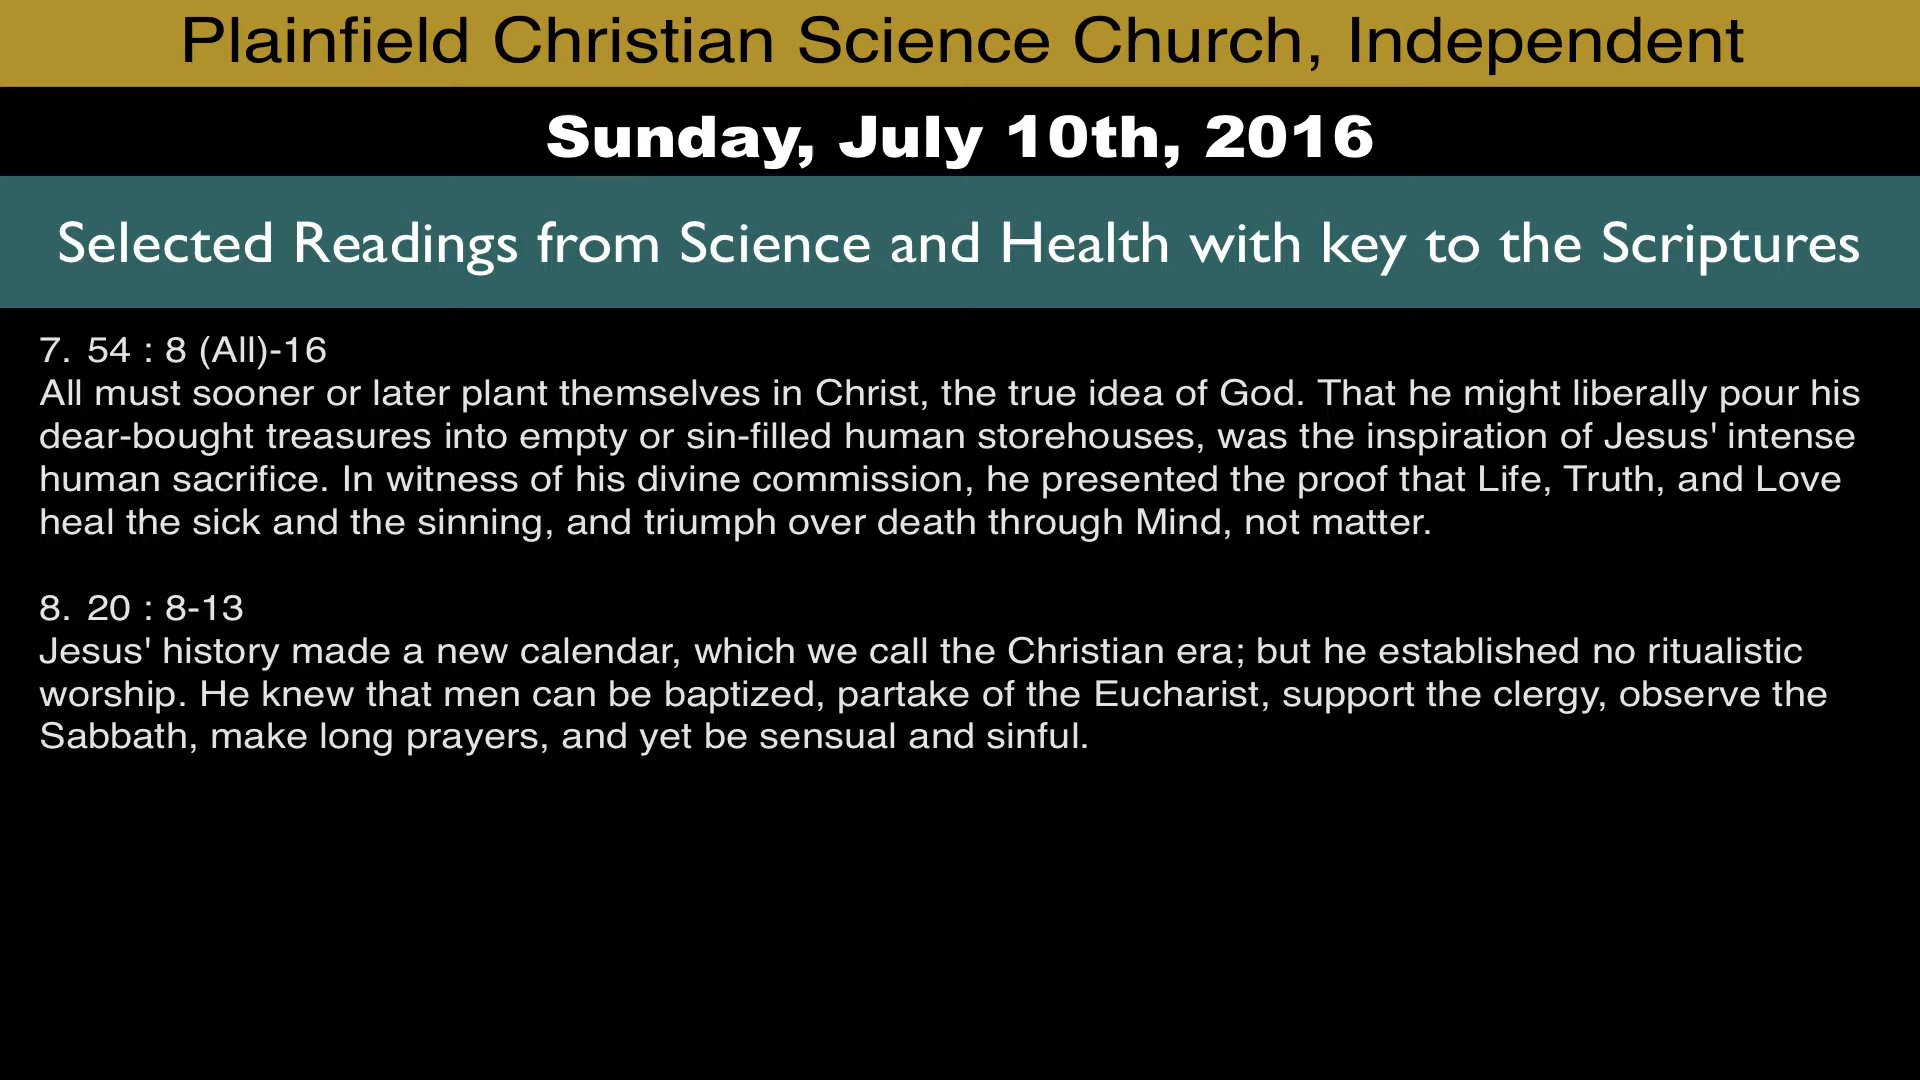 Plainfield Christian Science Church, Independent
Sunday, July 10th, 2016
Selected Readings from Science and Health with key to the Scriptures
7. 54 : 8 (All)-16
All must sooner or later plant themselves in Christ, the true idea of God. That he might liberally pour his
dear-bought treasures into empty or sin-filled human storehouses, was the inspiration of Jesus' intense
human sacrifice. In witness of his divine commission, he presented the proof that Life, Truth, and Love
heal the sick and the sinning, and triumph over death through Mind, not matter.
8. 20 : 8-13
Jesus' history made a new calendar, which we call the Christian era; but he established no ritualistic
worship. He knew that men can be baptized, partake of the Eucharist, support the clergy, observe the
Sabbath, make long prayers, and yet be sensual and sinful.